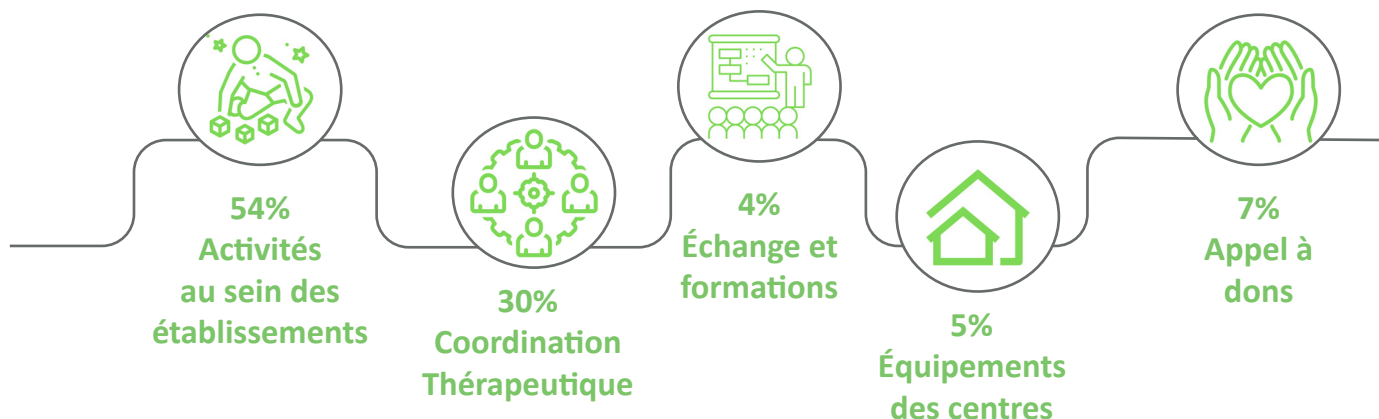 54%
Activités
au sein des
établissements
30%
Coordination
Thérapeutique
4%
Échange et
formations
5%
Équipements
des centres
7%
Appel à
dons